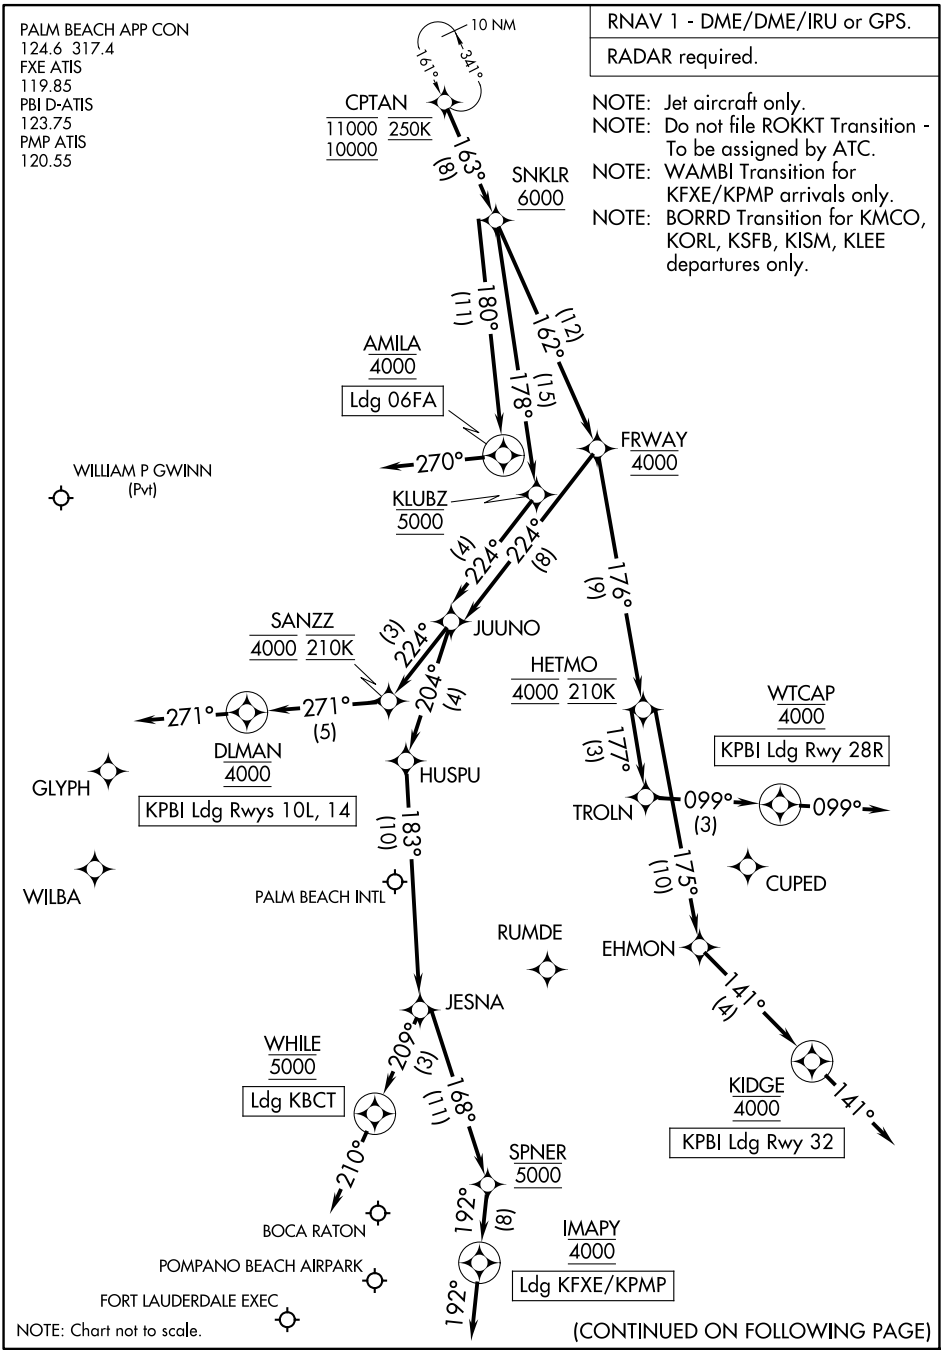 PALM BEACH APP CON
124.6 317.4
FXE ATIS
119.85
PBI D-ATIS
123.75
PMP ATIS
120.55
RNAV 1 - DME/DME/IRU or GPS.
RADAR required.
NOTE: Jet aircraft only.
NOTE: Do not file ROKKT Transition -
To be assigned by ATC.
NOTE: WAMBI Transition for
KFXE/KPMP arrivals only.
NOTE: BORRD Transition for KMCO,
KORL, KSFB, KISM, KLEE
departures only.
10 NM
161°
341°
CPTAN
11000 250K
10000
163°
(8)
SNKLR
6000
180°
(11)
178°
(15)
162°
(12)
AMILA
4000
Ldg 06FA
270°
FRWAY
4000
WILLIAM P GWINN
(Pvt)
KLUBZ
5000
224°
(4)
224°
(8)
176°
(9)
JUUNO
SANZZ
4000 210K
224°
(3)
204°
(4)
HETMO
4000 210K
WTCAP
4000
KPBI Ldg Rwy 28R
271°
271°
(5)
DLMAN
4000
KPBI Ldg Rwys 10L, 14
GLYPH
HUSPU
177°
(3)
TROLN
099°
(3)
099°
183°
(10)
175°
(10)
WILBA
PALM BEACH INTL
CUPED
RUMDE
EHMON
141°
(4)
JESNA
WHILE
5000
Ldg KBCT
209°
(3)
168°
(11)
KIDGE
4000
KPBI Ldg Rwy 32
141°
210°
SPNER
5000
192°
(8)
BOCA RATON
IMAPY
4000
Ldg KFXE/KPMP
POMPANO BEACH AIRPARK
192°
FORT LAUDERDALE EXEC
NOTE: Chart not to scale.
(CONTINUED ON FOLLOWING PAGE)